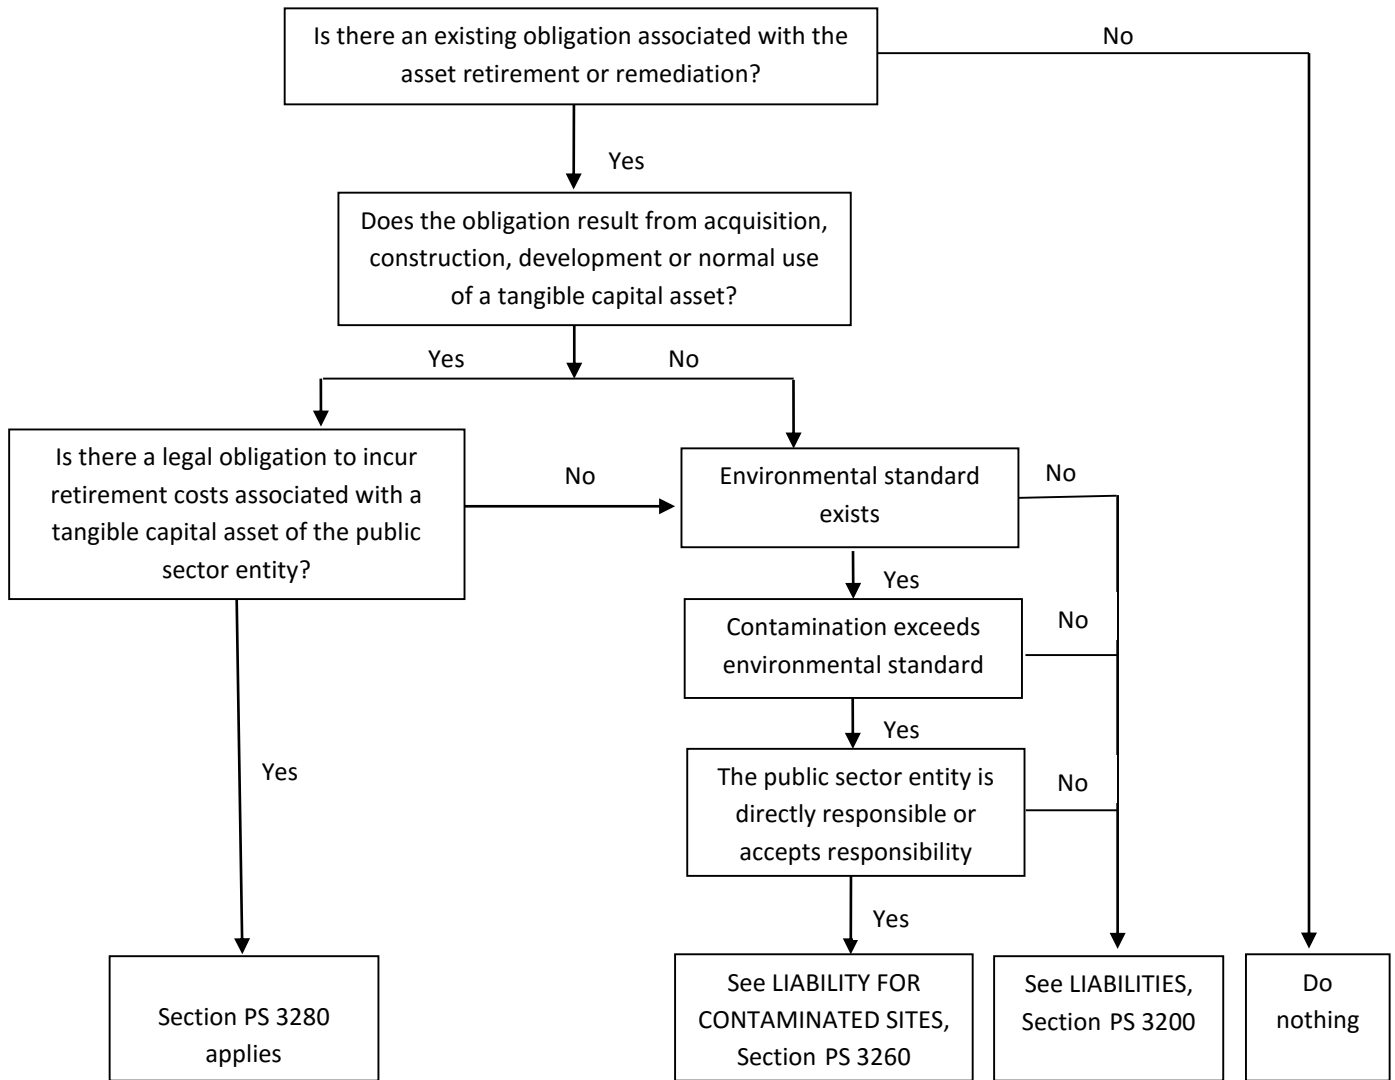 Is there an existing obligation associated with the
asset retirement or remediation?
No
Yes
Does the obligation result from acquisition,
construction, development or normal use
of a tangible capital asset?
Yes
No
Is there a legal obligation to incur
retirement costs associated with a
tangible capital asset of the public
sector entity?
No
Environmental standard
exists
No
Yes
Contamination exceeds
environmental standard
No
Yes
The public sector entity is
directly responsible or
accepts responsibility
No
Yes
Yes
Section PS 3280
applies
See LIABILITY FOR
CONTAMINATED SITES,
Section PS 3260
See LIABILITIES,
Section PS 3200
Do
nothing